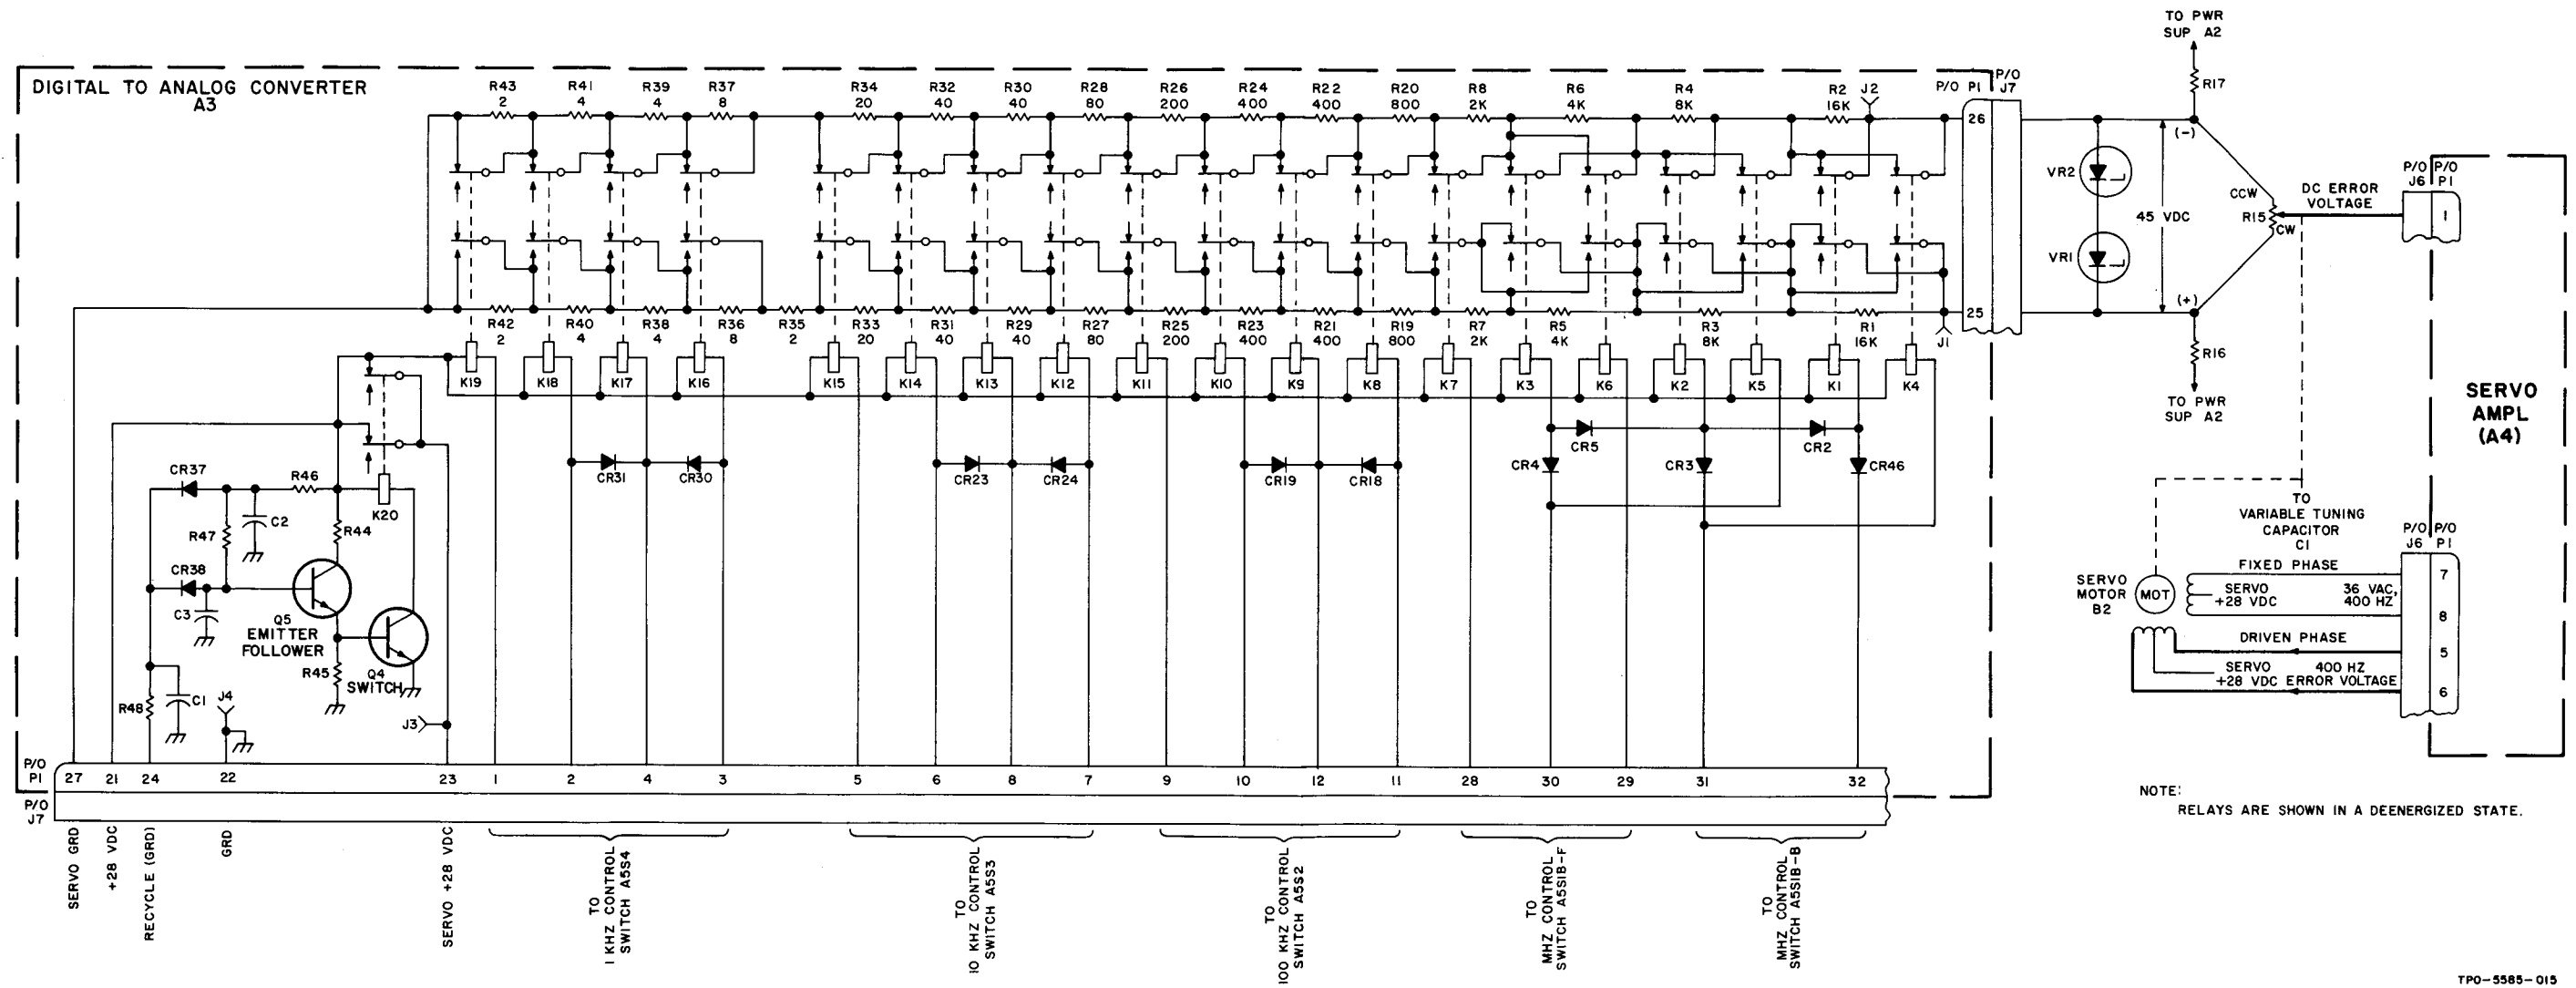 DIGITAL TO ANALOG CONVERTER
A3
R43 R41 R39 R37 R34 R32 R30 R28 R26 R24 R22 R20 R8 R6 R4 R2 J2
2 4 4 8 20 40 40 80 200 400 400 800 2K 4K 8K 16K
P/O P1
P/O J7
26
25
TO PWR
SUP A2
R17
(-)
VR2
VR1
45 VDC
CCW
R15
CW
(+)
R16
TO PWR
SUP A2
DC ERROR
VOLTAGE
P/O P/O
J6 P1
1
SERVO
AMPL
(A4)
R42 R40 R38 R36 R35 R33 R31 R29 R27 R25 R23 R21 R19 R7 R5 R3 R1
2 4 4 8 2 20 40 40 80 200 400 400 800 2K 4K 8K 16K
J1
K19 K18 K17 K16 K15 K14 K13 K12 K11 K10 K9 K8 K7 K3 K6 K2 K5 K1 K4
CR31 CR30 CR23 CR24 CR19 CR18 CR5 CR2
CR4 CR3 CR46
CR37
R46
K20
C2
R47
R44
CR38
C3
Q5
EMITTER
FOLLOWER
R45
Q4
SWITCH
R48
C1
J4
J3
TO
VARIABLE TUNING
CAPACITOR
C1
P/O P/O
J6 P1
SERVO
MOTOR
B2
MOT
FIXED PHASE
SERVO 36 VAC,
+28 VDC 400 HZ
DRIVEN PHASE
SERVO 400 HZ
+28 VDC ERROR VOLTAGE
7
8
5
6
P/O
P1
27 21 24 22 23 1 2 4 3 5 6 8 7 9 10 12 11 28 30 29 31 32
P/O
J7
SERVO GRD
+28 VDC
RECYCLE (GRD)
GRD
SERVO +28 VDC
TO
1 KHZ CONTROL
SWITCH A5S4
TO
10 KHZ CONTROL
SWITCH A5S3
TO
100 KHZ CONTROL
SWITCH A5S2
TO
MHZ CONTROL
SWITCH A5S1B-F
TO
MHZ CONTROL
SWITCH A5S1B-B
NOTE:
RELAYS ARE SHOWN IN A DEENERGIZED STATE.
TPO-5585-015